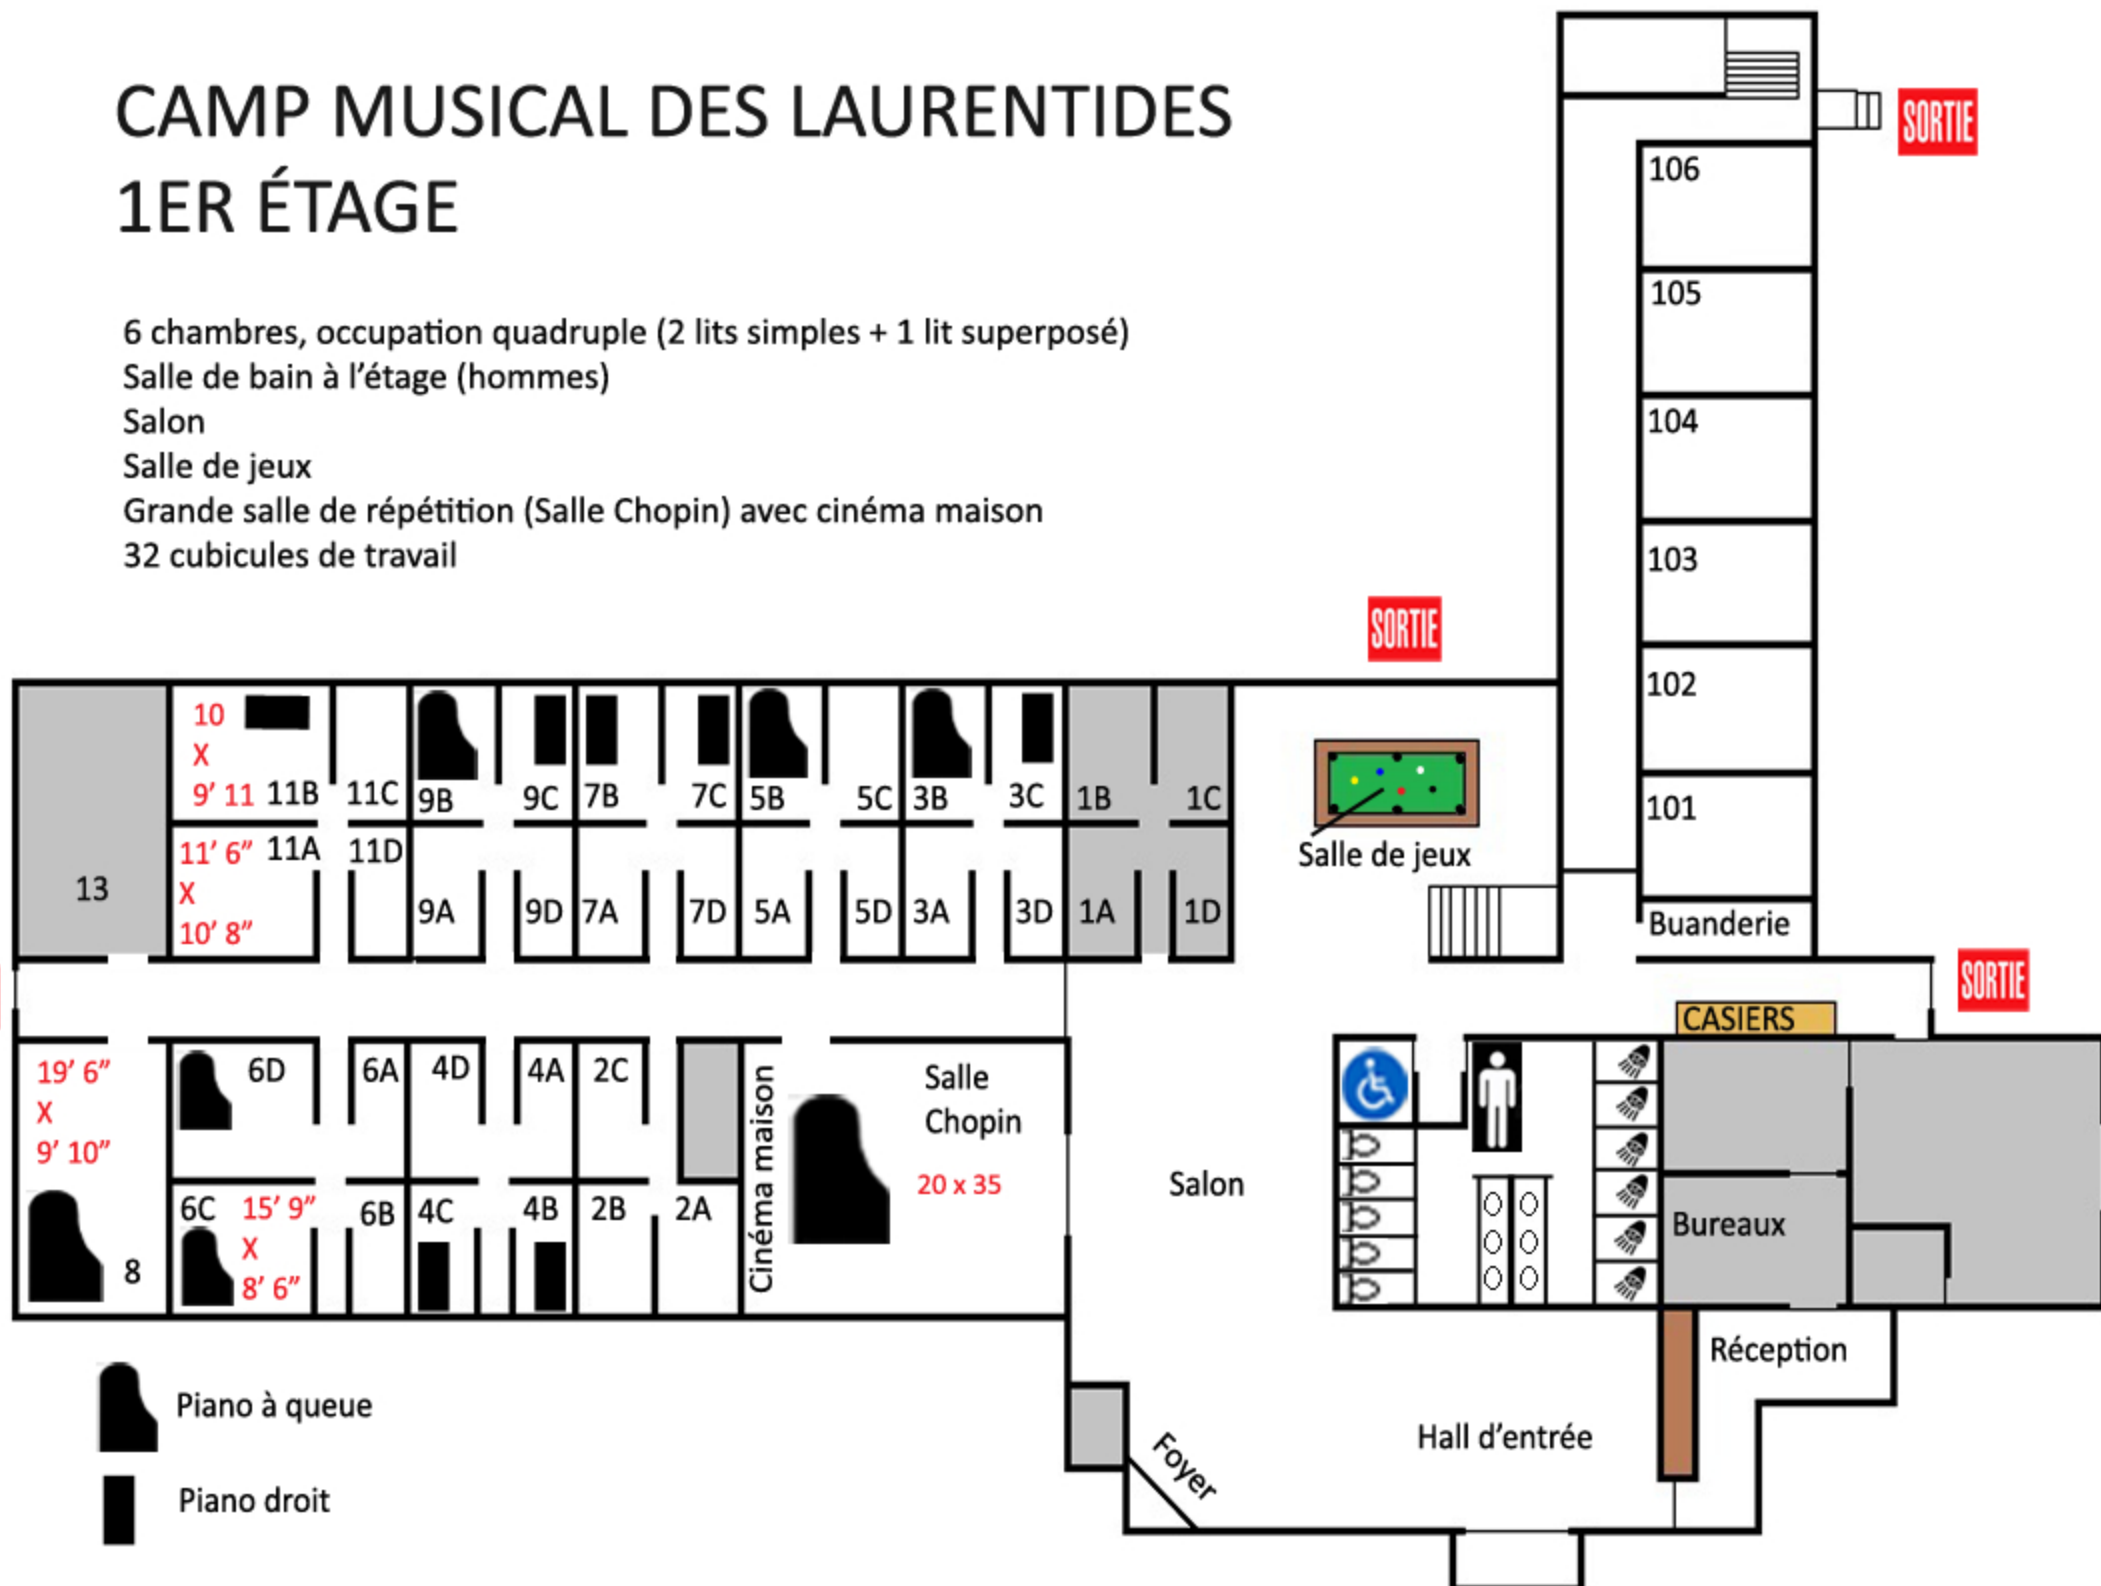 CAMP MUSICAL DES LAURENTIDES
1ER ÉTAGE
6 chambres, occupation quadruple (2 lits simples + 1 lit superposé)
Salle de bain à l'étage (hommes)
Salon
Salle de jeux
Grande salle de répétition (Salle Chopin) avec cinéma maison
32 cubicules de travail
SORTIE
106
105
104
103
102
101
Buanderie
SORTIE
Salle de jeux
13
10
X
9' 11
11B
11C
9B
9C
7B
7C
5B
5C
3B
3C
1B
1C
11' 6"
X
10' 8"
11A
11D
9A
9D
7A
7D
5A
5D
3A
3D
1A
1D
SORTIE
CASIERS
19' 6"
X
9' 10"
8
6D
6A
4D
4A
2C
6C
15' 9"
X
8' 6"
6B
4C
4B
2B
2A
Cinéma maison
Salle
Chopin
20 x 35
Salon
Bureaux
Réception
Hall d'entrée
Foyer
Piano à queue
Piano droit